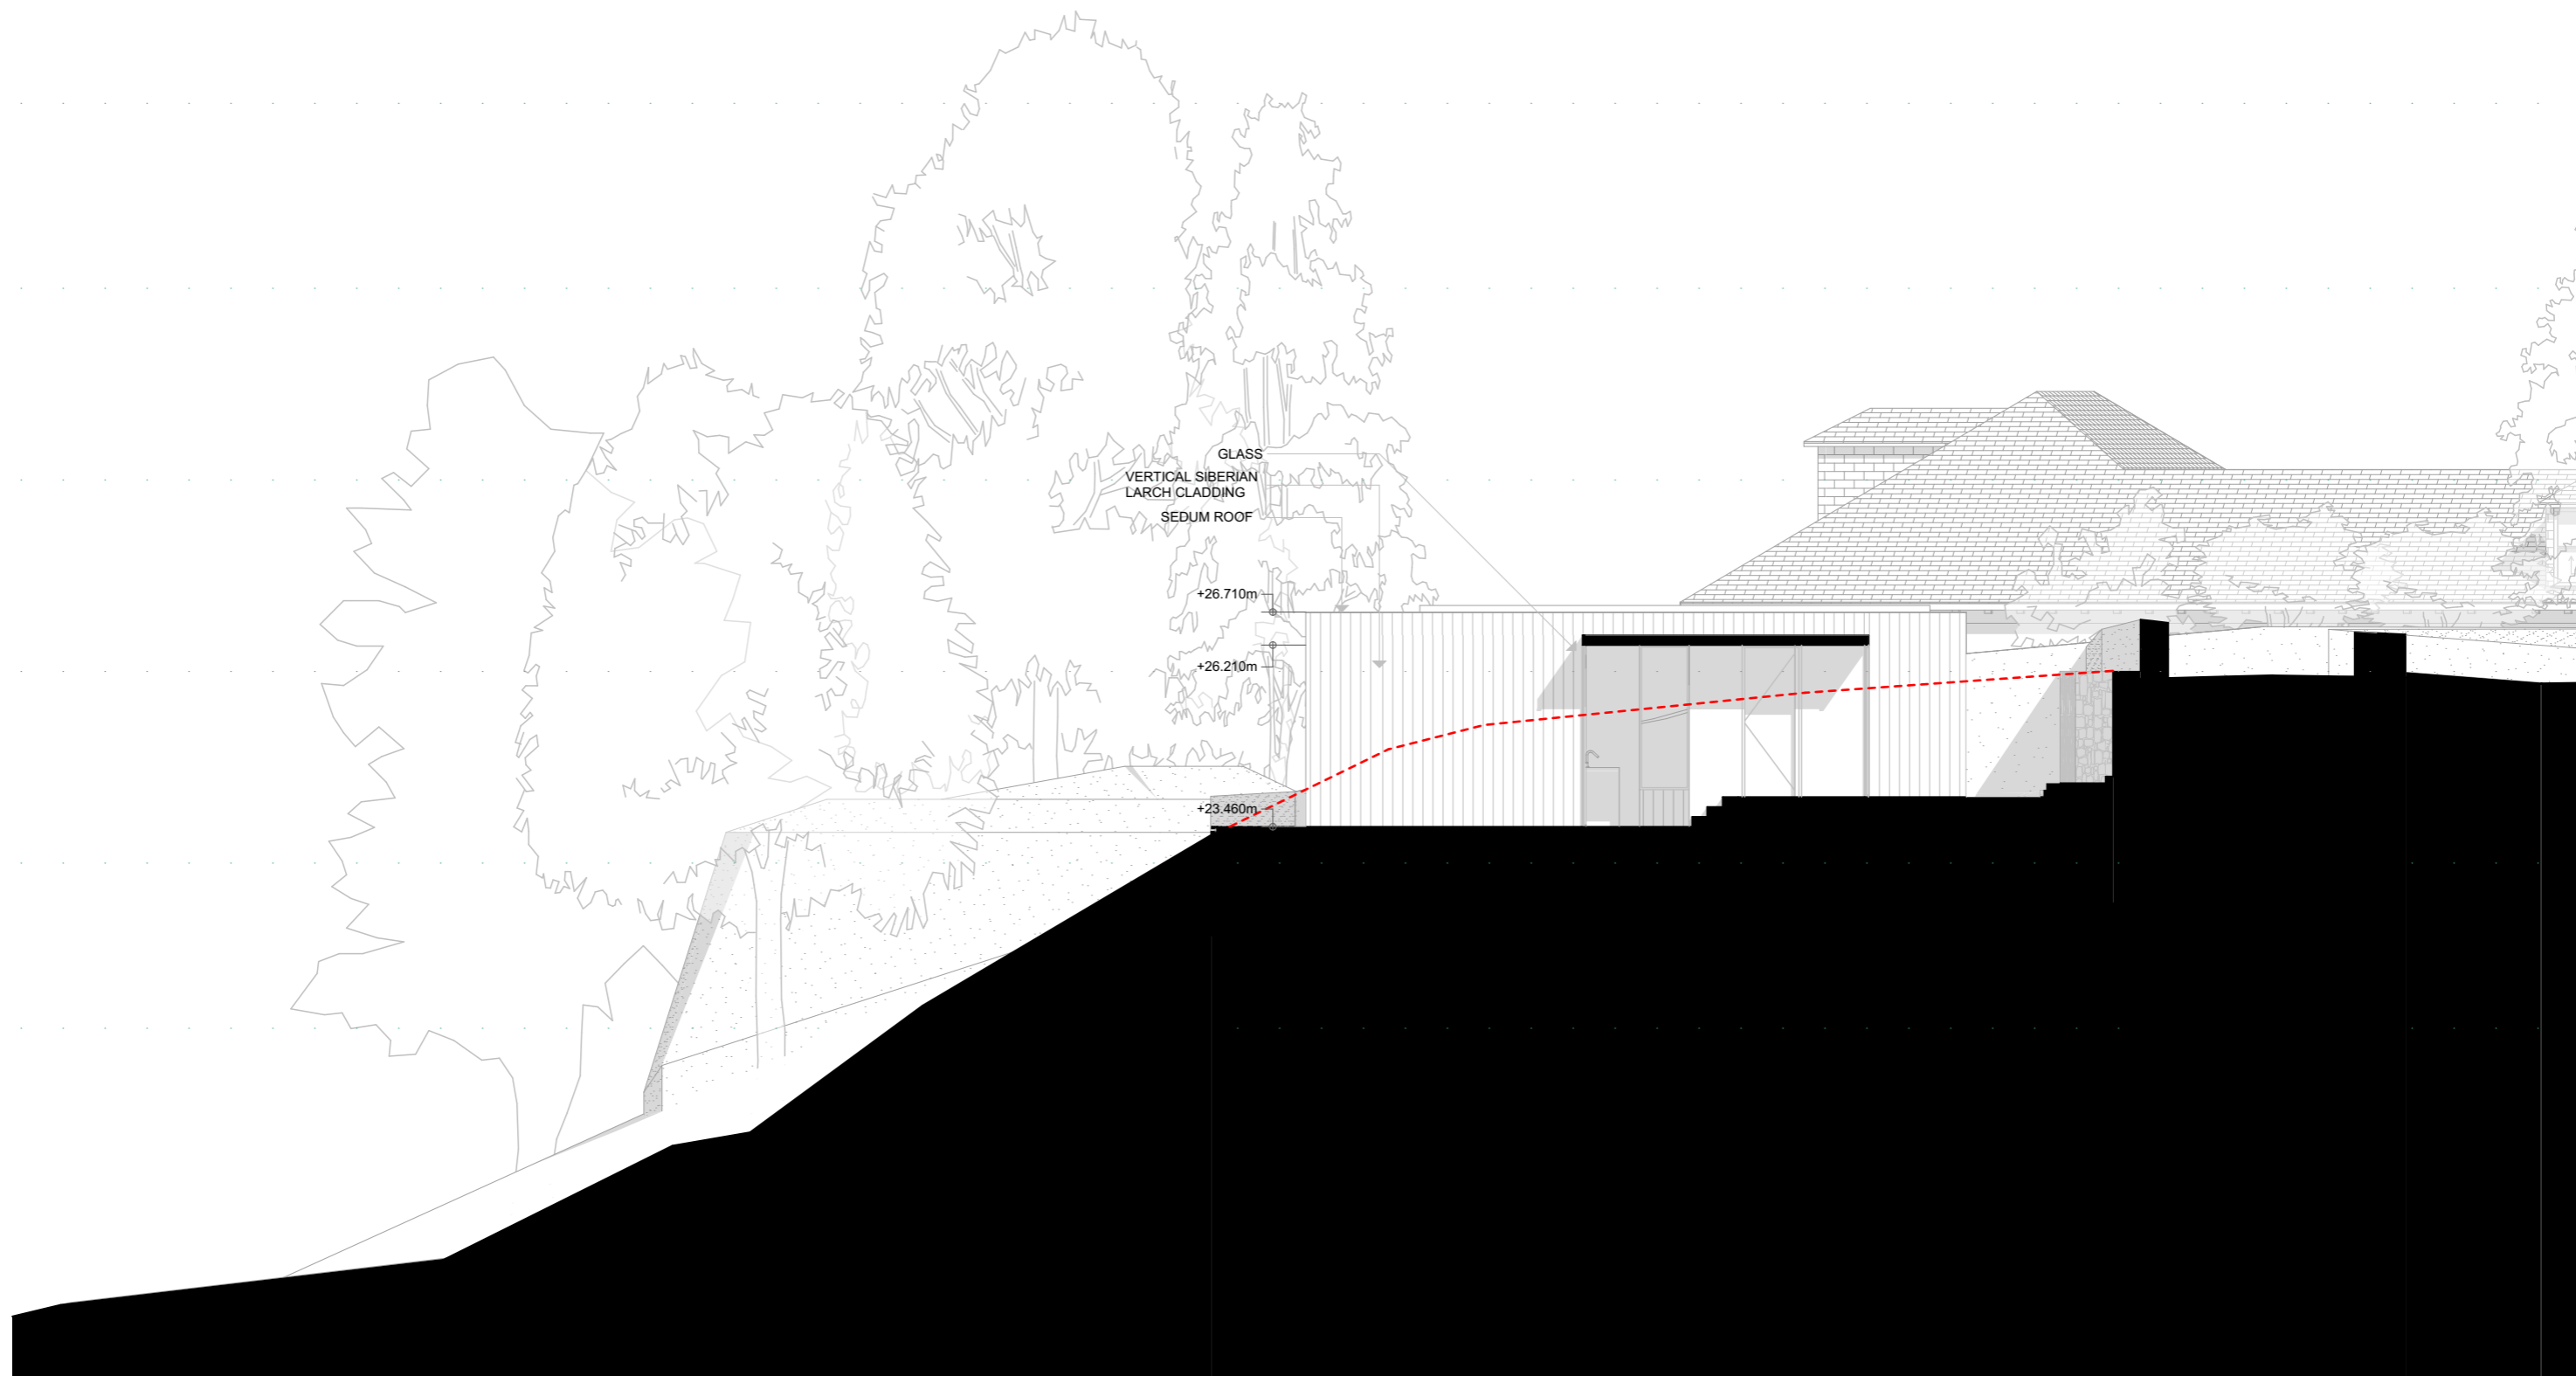 GLASS
VERTICAL SIBERIAN
LARCH CLADDING
SEDUM ROOF
+26.710m
+26.210m
+23.460m